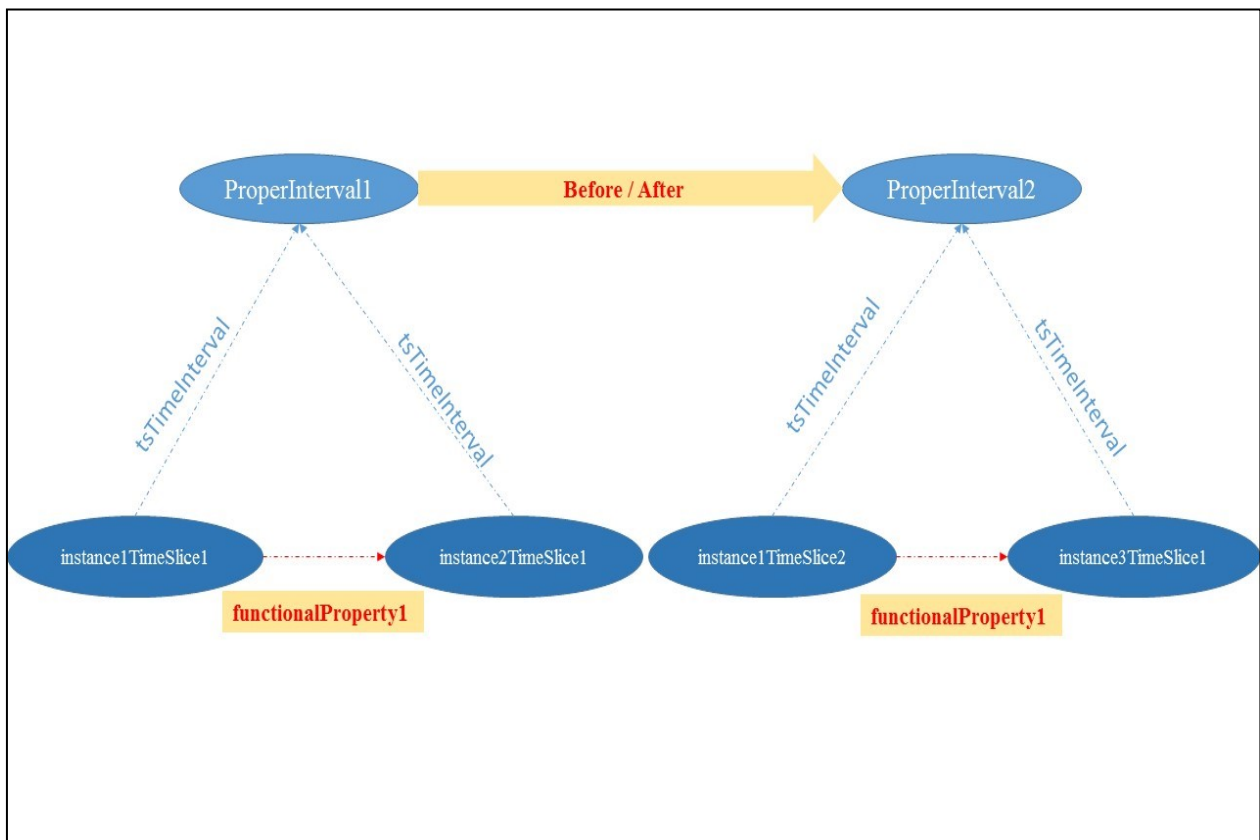 ProperInterval1
Before / After
ProperInterval2
tsTimeInterval
tsTimeInterval
tsTimeInterval
tsTimeInterval
instance1TimeSlice1
instance2TimeSlice1
instance1TimeSlice2
instance3TimeSlice1
functionalProperty1
functionalProperty1